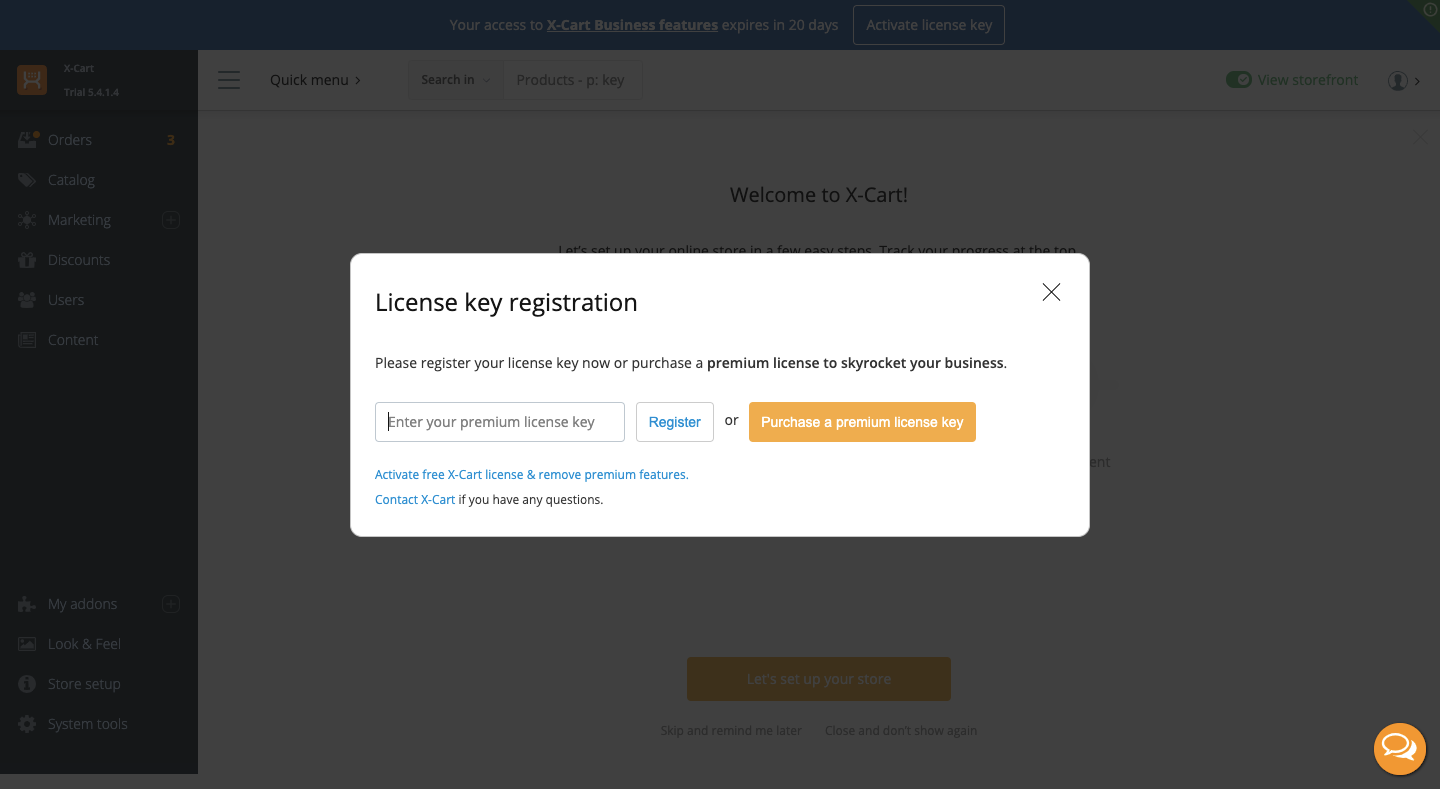 Your access to X-Cart Business features expires in 20 days
Activate license key
X-Cart
Trial 5.4.1.4
Quick menu
Search in
Products - p: key
View storefront
Orders
3
Catalog
Marketing
Discounts
Users
Content
My addons
Look & Feel
Store setup
System tools
Welcome to X-Cart!
Let's set up your online store in a few easy steps. Track your progress at the top
License key registration
Please register your license key now or purchase a premium license to skyrocket your business.
Enter your premium license key
Register
or
Purchase a premium license key
Activate free X-Cart license & remove premium features.
Contact X-Cart if you have any questions.
ent
Let's set up your store
Skip and remind me later
Close and don't show again